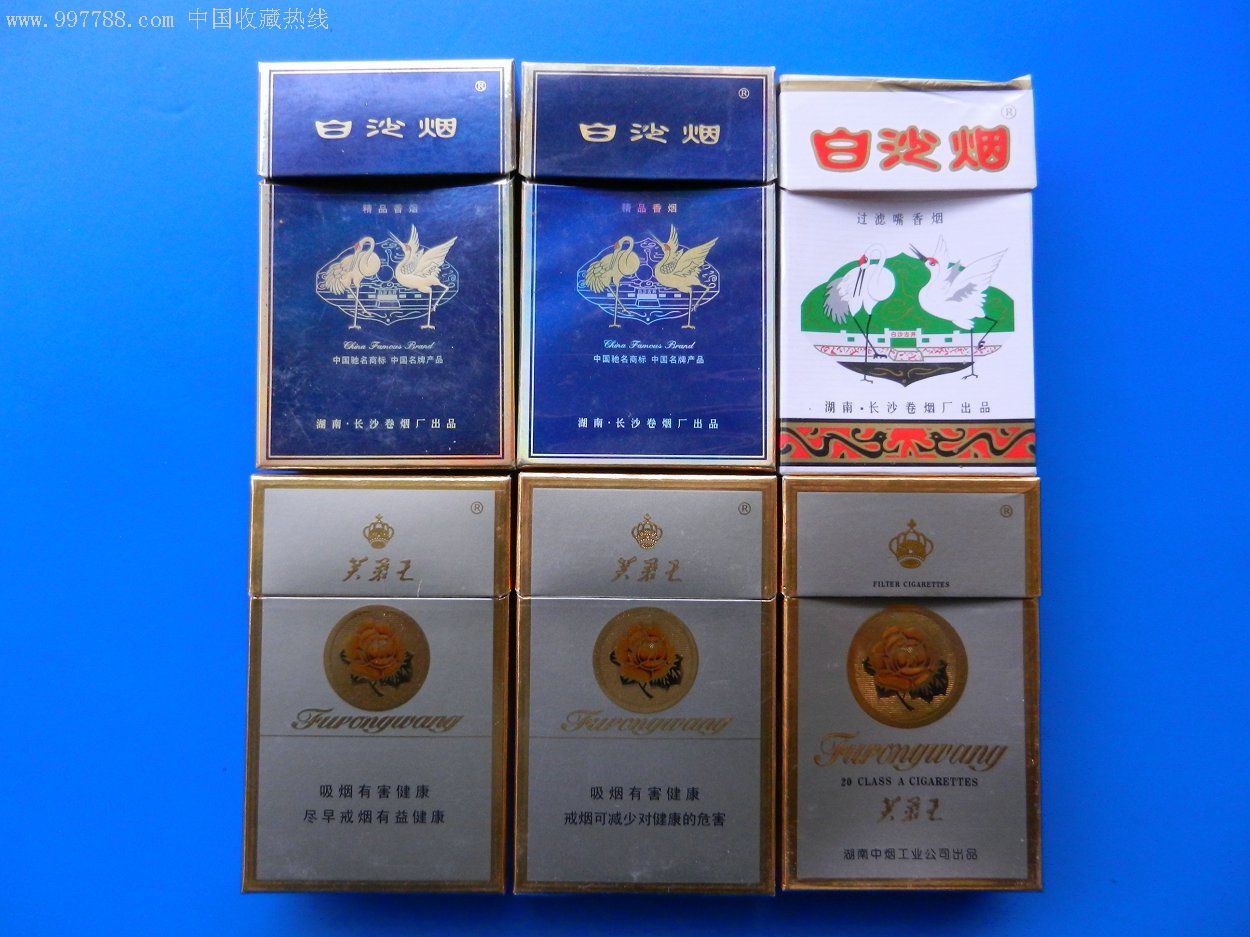 www.997788.com 中国收藏热线
®
白沙烟
精品香烟
China Famous Brand
中国驰名商标 中国名牌产品
湖南·长沙卷烟厂出品
®
白沙烟
精品香烟
China Famous Brand
中国驰名商标 中国名牌产品
湖南·长沙卷烟厂出品
®
白沙烟
过滤嘴香烟
白沙古井
湖南·长沙卷烟厂出品
®
芙蓉王
Furongwang
吸烟有害健康
尽早戒烟有益健康
®
芙蓉王
Furongwang
吸烟有害健康
戒烟可减少对健康的危害
®
FILTER CIGARETTES
Furongwang
20 CLASS A CIGARETTES
芙蓉王
湖南中烟工业公司出品